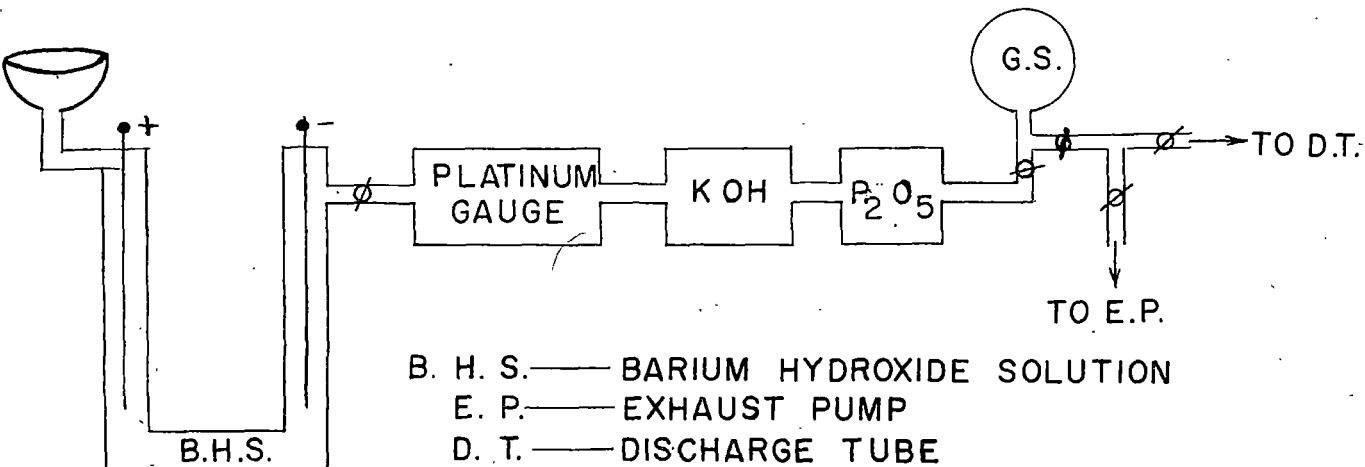 G.S.
+
-
TO D.T.
PLATINUM
GAUGE
KOH
P2O5
TO E.P.
B. H. S. — BARIUM HYDROXIDE SOLUTION
E. P. — EXHAUST PUMP
D. T. — DISCHARGE TUBE
B.H.S.